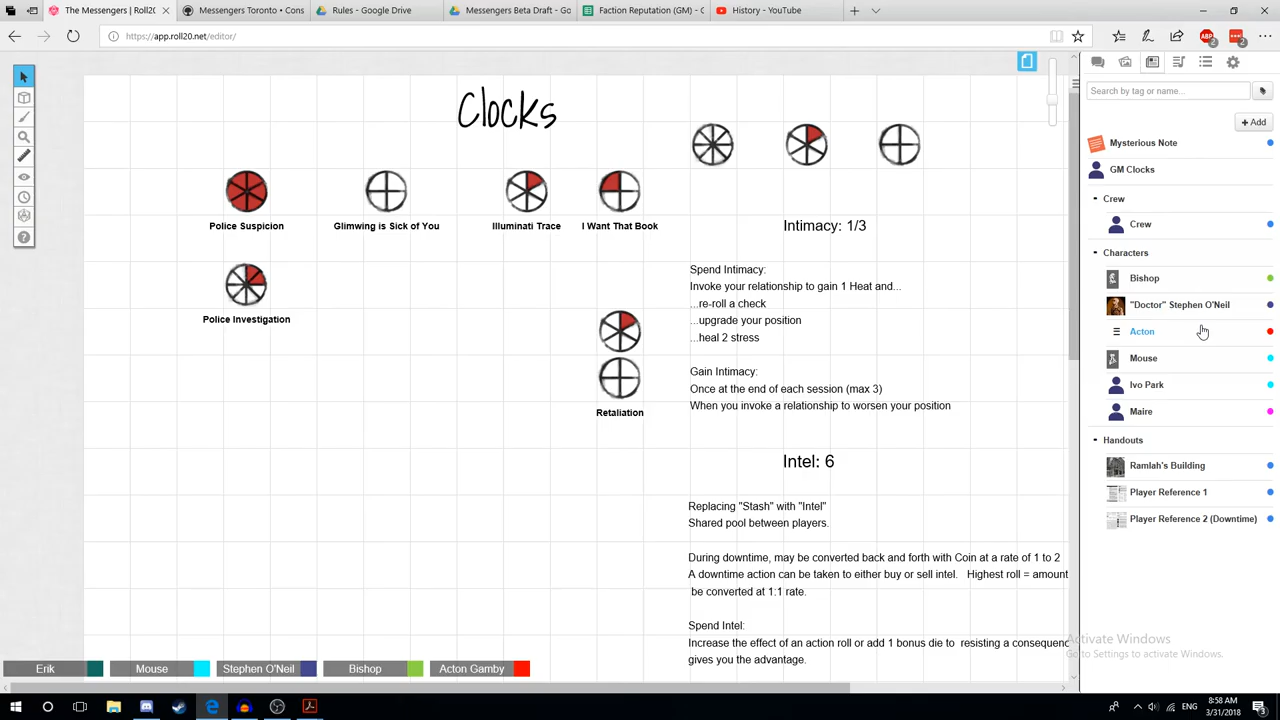 The Messengers | Roll20
Messengers Toronto • Cons
Rules - Google Drive
Messengers Beta Draft - Go
Faction Reputation (GM) - G
History - YouTube
https://app.roll20.net/editor/
ABP
2
2
Search by tag or name...
+ Add
Clocks
Police Suspicion
Glimwing is Sick of You
Illuminati Trace
I Want That Book
Police Investigation
Retaliation
Intimacy: 1/3
Spend Intimacy:
Invoke your relationship to gain 1 Heat and...
...re-roll a check
...upgrade your position
...heal 2 stress
Gain Intimacy:
Once at the end of each session (max 3)
When you invoke a relationship to worsen your position
Intel: 6
Replacing "Stash" with "Intel"
Shared pool between players.
During downtime, may be converted back and forth with Coin at a rate of 1 to 2
A downtime action can be taken to either buy or sell intel. Highest roll = amount
be converted at 1:1 rate.
Spend Intel:
Increase the effect of an action roll or add 1 bonus die to resisting a consequenc
gives you the advantage.
Mysterious Note
GM Clocks
Crew
Crew
Characters
Bishop
"Doctor" Stephen O'Neil
Acton
Mouse
Ivo Park
Maire
Handouts
Ramlah's Building
Player Reference 1
Player Reference 2 (Downtime)
Activate Windows
Go to Settings to activate Windows.
Erik
Mouse
Stephen O'Neil
Bishop
Acton Gamby
ENG
8:58 AM
3/31/2018
3